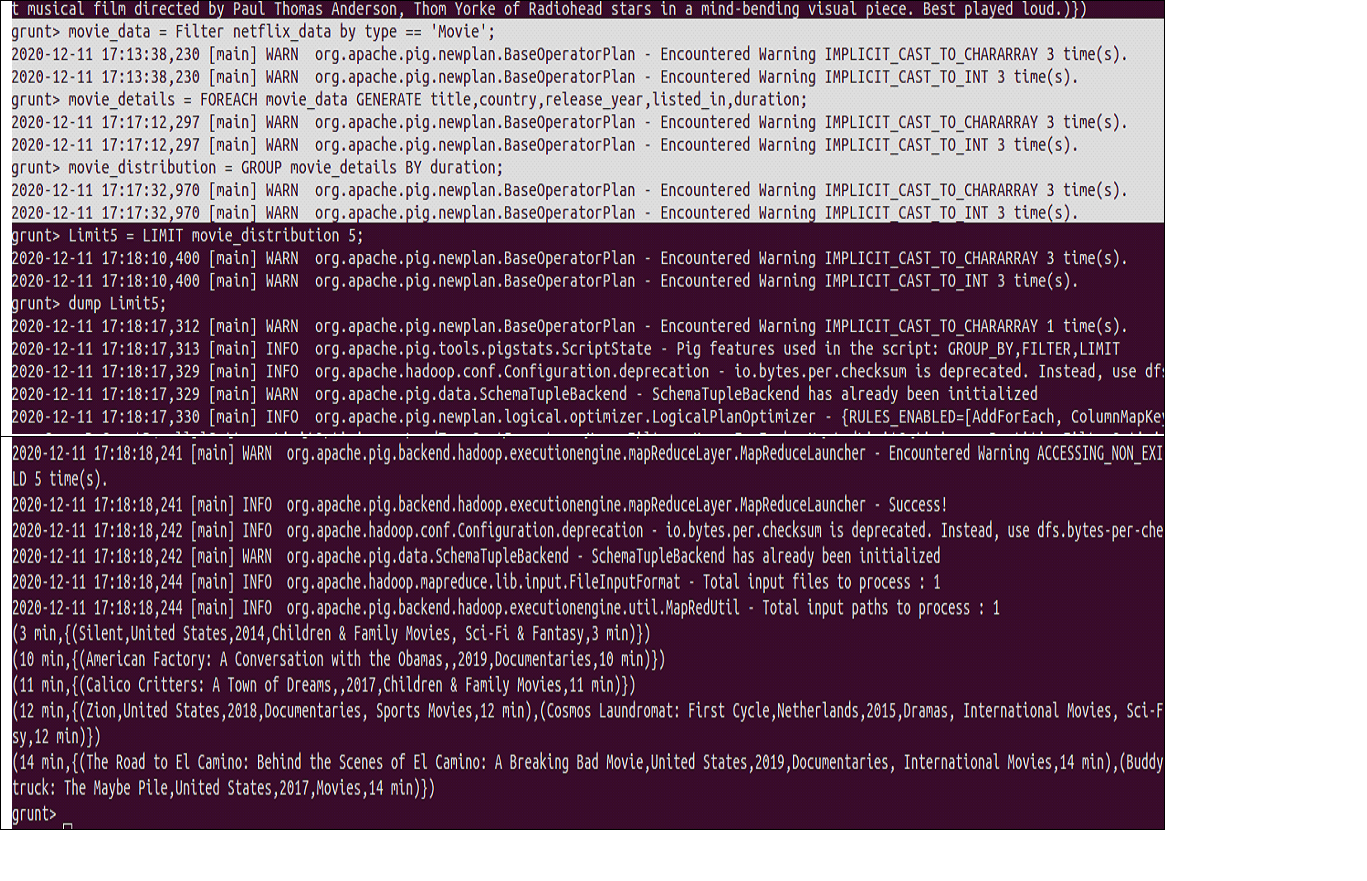 t musical film directed by Paul Thomas Anderson, Thom Yorke of Radiohead stars in a mind-bending visual piece. Best played loud.)})
grunt> movie_data = Filter netflix_data by type == 'Movie';
2020-12-11 17:13:38,230 [main] WARN  org.apache.pig.newplan.BaseOperatorPlan - Encountered Warning IMPLICIT_CAST_TO_CHARARRAY 3 time(s).
2020-12-11 17:13:38,230 [main] WARN  org.apache.pig.newplan.BaseOperatorPlan - Encountered Warning IMPLICIT_CAST_TO_INT 3 time(s).
grunt> movie_details = FOREACH movie_data GENERATE title,country,release_year,listed_in,duration;
2020-12-11 17:17:12,297 [main] WARN  org.apache.pig.newplan.BaseOperatorPlan - Encountered Warning IMPLICIT_CAST_TO_CHARARRAY 3 time(s).
2020-12-11 17:17:12,297 [main] WARN  org.apache.pig.newplan.BaseOperatorPlan - Encountered Warning IMPLICIT_CAST_TO_INT 3 time(s).
grunt> movie_distribution = GROUP movie_details BY duration;
2020-12-11 17:17:32,970 [main] WARN  org.apache.pig.newplan.BaseOperatorPlan - Encountered Warning IMPLICIT_CAST_TO_CHARARRAY 3 time(s).
2020-12-11 17:17:32,970 [main] WARN  org.apache.pig.newplan.BaseOperatorPlan - Encountered Warning IMPLICIT_CAST_TO_INT 3 time(s).
grunt> Limit5 = LIMIT movie_distribution 5;
2020-12-11 17:18:10,400 [main] WARN  org.apache.pig.newplan.BaseOperatorPlan - Encountered Warning IMPLICIT_CAST_TO_CHARARRAY 3 time(s).
2020-12-11 17:18:10,400 [main] WARN  org.apache.pig.newplan.BaseOperatorPlan - Encountered Warning IMPLICIT_CAST_TO_INT 3 time(s).
grunt> dump Limit5;
2020-12-11 17:18:17,312 [main] WARN  org.apache.pig.newplan.BaseOperatorPlan - Encountered Warning IMPLICIT_CAST_TO_CHARARRAY 1 time(s).
2020-12-11 17:18:17,313 [main] INFO  org.apache.pig.tools.pigstats.ScriptState - Pig features used in the script: GROUP_BY,FILTER,LIMIT
2020-12-11 17:18:17,329 [main] INFO  org.apache.hadoop.conf.Configuration.deprecation - io.bytes.per.checksum is deprecated. Instead, use dfs
2020-12-11 17:18:17,329 [main] WARN  org.apache.pig.data.SchemaTupleBackend - SchemaTupleBackend has already been initialized
2020-12-11 17:18:17,330 [main] INFO  org.apache.pig.newplan.logical.optimizer.LogicalPlanOptimizer - {RULES_ENABLED=[AddForEach, ColumnMapKey
2020-12-11 17:18:18,241 [main] WARN  org.apache.pig.backend.hadoop.executionengine.mapReduceLayer.MapReduceLauncher - Encountered Warning ACCESSING_NON_EXI
LD 5 time(s).
2020-12-11 17:18:18,241 [main] INFO  org.apache.pig.backend.hadoop.executionengine.mapReduceLayer.MapReduceLauncher - Success!
2020-12-11 17:18:18,242 [main] INFO  org.apache.hadoop.conf.Configuration.deprecation - io.bytes.per.checksum is deprecated. Instead, use dfs.bytes-per-che
2020-12-11 17:18:18,242 [main] WARN  org.apache.pig.data.SchemaTupleBackend - SchemaTupleBackend has already been initialized
2020-12-11 17:18:18,244 [main] INFO  org.apache.hadoop.mapreduce.lib.input.FileInputFormat - Total input files to process : 1
2020-12-11 17:18:18,244 [main] INFO  org.apache.pig.backend.hadoop.executionengine.util.MapRedUtil - Total input paths to process : 1
(3 min,{(Silent,United States,2014,Children & Family Movies, Sci-Fi & Fantasy,3 min)})
(10 min,{(American Factory: A Conversation with the Obamas,,2019,Documentaries,10 min)})
(11 min,{(Calico Critters: A Town of Dreams,,2017,Children & Family Movies,11 min)})
(12 min,{(Zion,United States,2018,Documentaries, Sports Movies,12 min),(Cosmos Laundromat: First Cycle,Netherlands,2015,Dramas, International Movies, Sci-F
sy,12 min)})
(14 min,{(The Road to El Camino: Behind the Scenes of El Camino: A Breaking Bad Movie,United States,2019,Documentaries, International Movies,14 min),(Buddy
truck: The Maybe Pile,United States,2017,Movies,14 min)})
grunt>